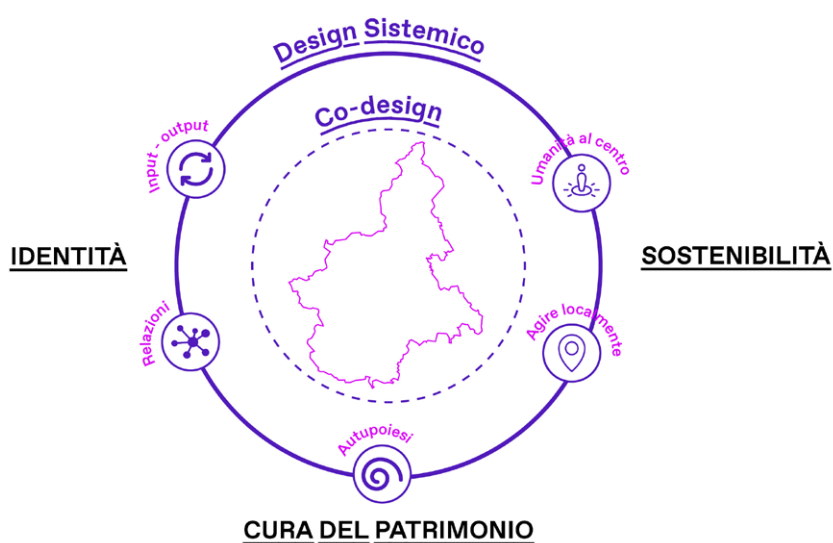 Design Sistemico
Co-design
Input - output
Umanità al centro
IDENTITÀ
SOSTENIBILITÀ
Relazioni
Agire localmente
Autupoiesi
CURA DEL PATRIMONIO